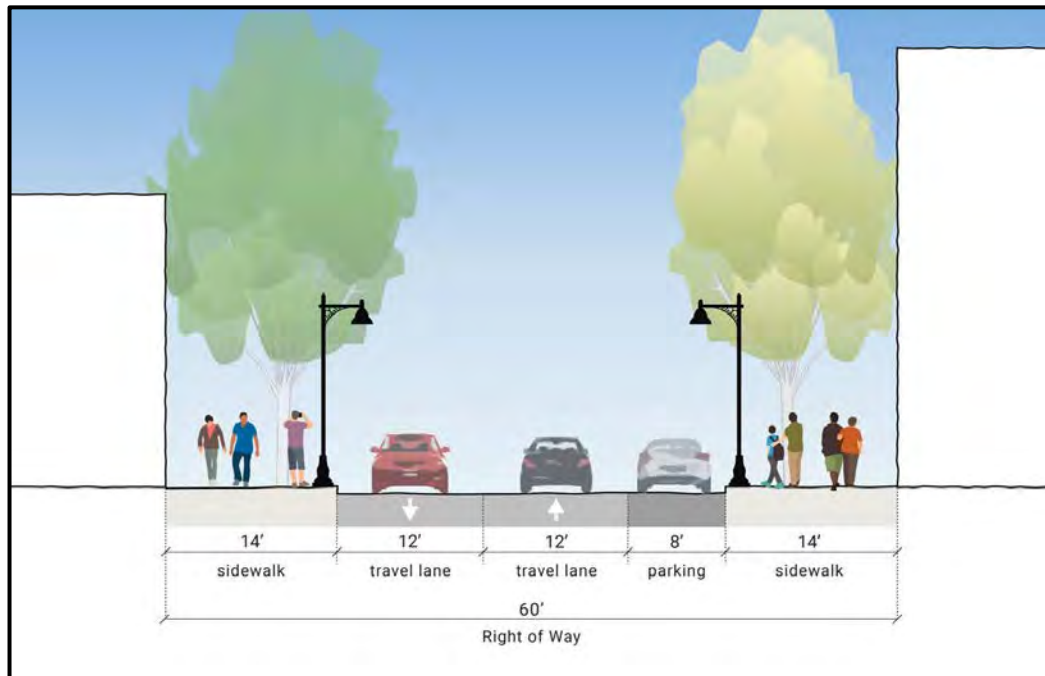 14' 12' 12' 8' 14'
sidewalk travel lane travel lane parking sidewalk
60'
Right of Way